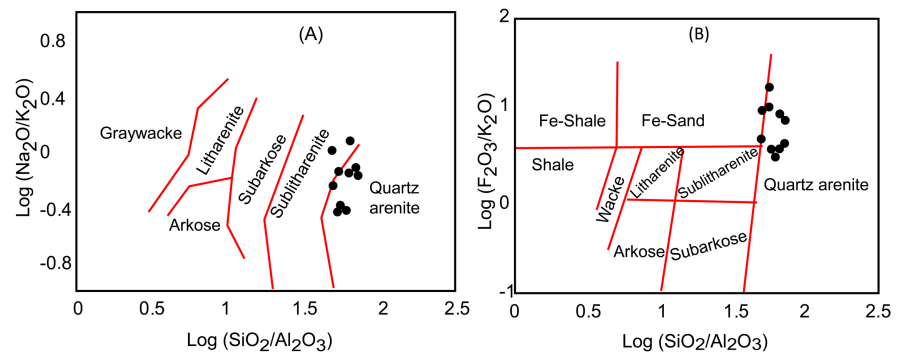 (A)
Log (Na2O/K2O)
0.8
0.4
0
-0.4
-0.8
Graywacke
Litharenite
Subarkose
Sublitharenite
Arkose
Quartz
arenite
0
0.5
1
1.5
2
2.5
Log (SiO2/Al2O3)
(B)
Log (F2O3/K2O)
2
1
0
-1
Fe-Shale
Fe-Sand
Shale
Wacke
Litharenite
Sublitharenite
Quartz arenite
Arkose
Subarkose
0
0.5
1
1.5
2
2.5
Log (SiO2/Al2O3)